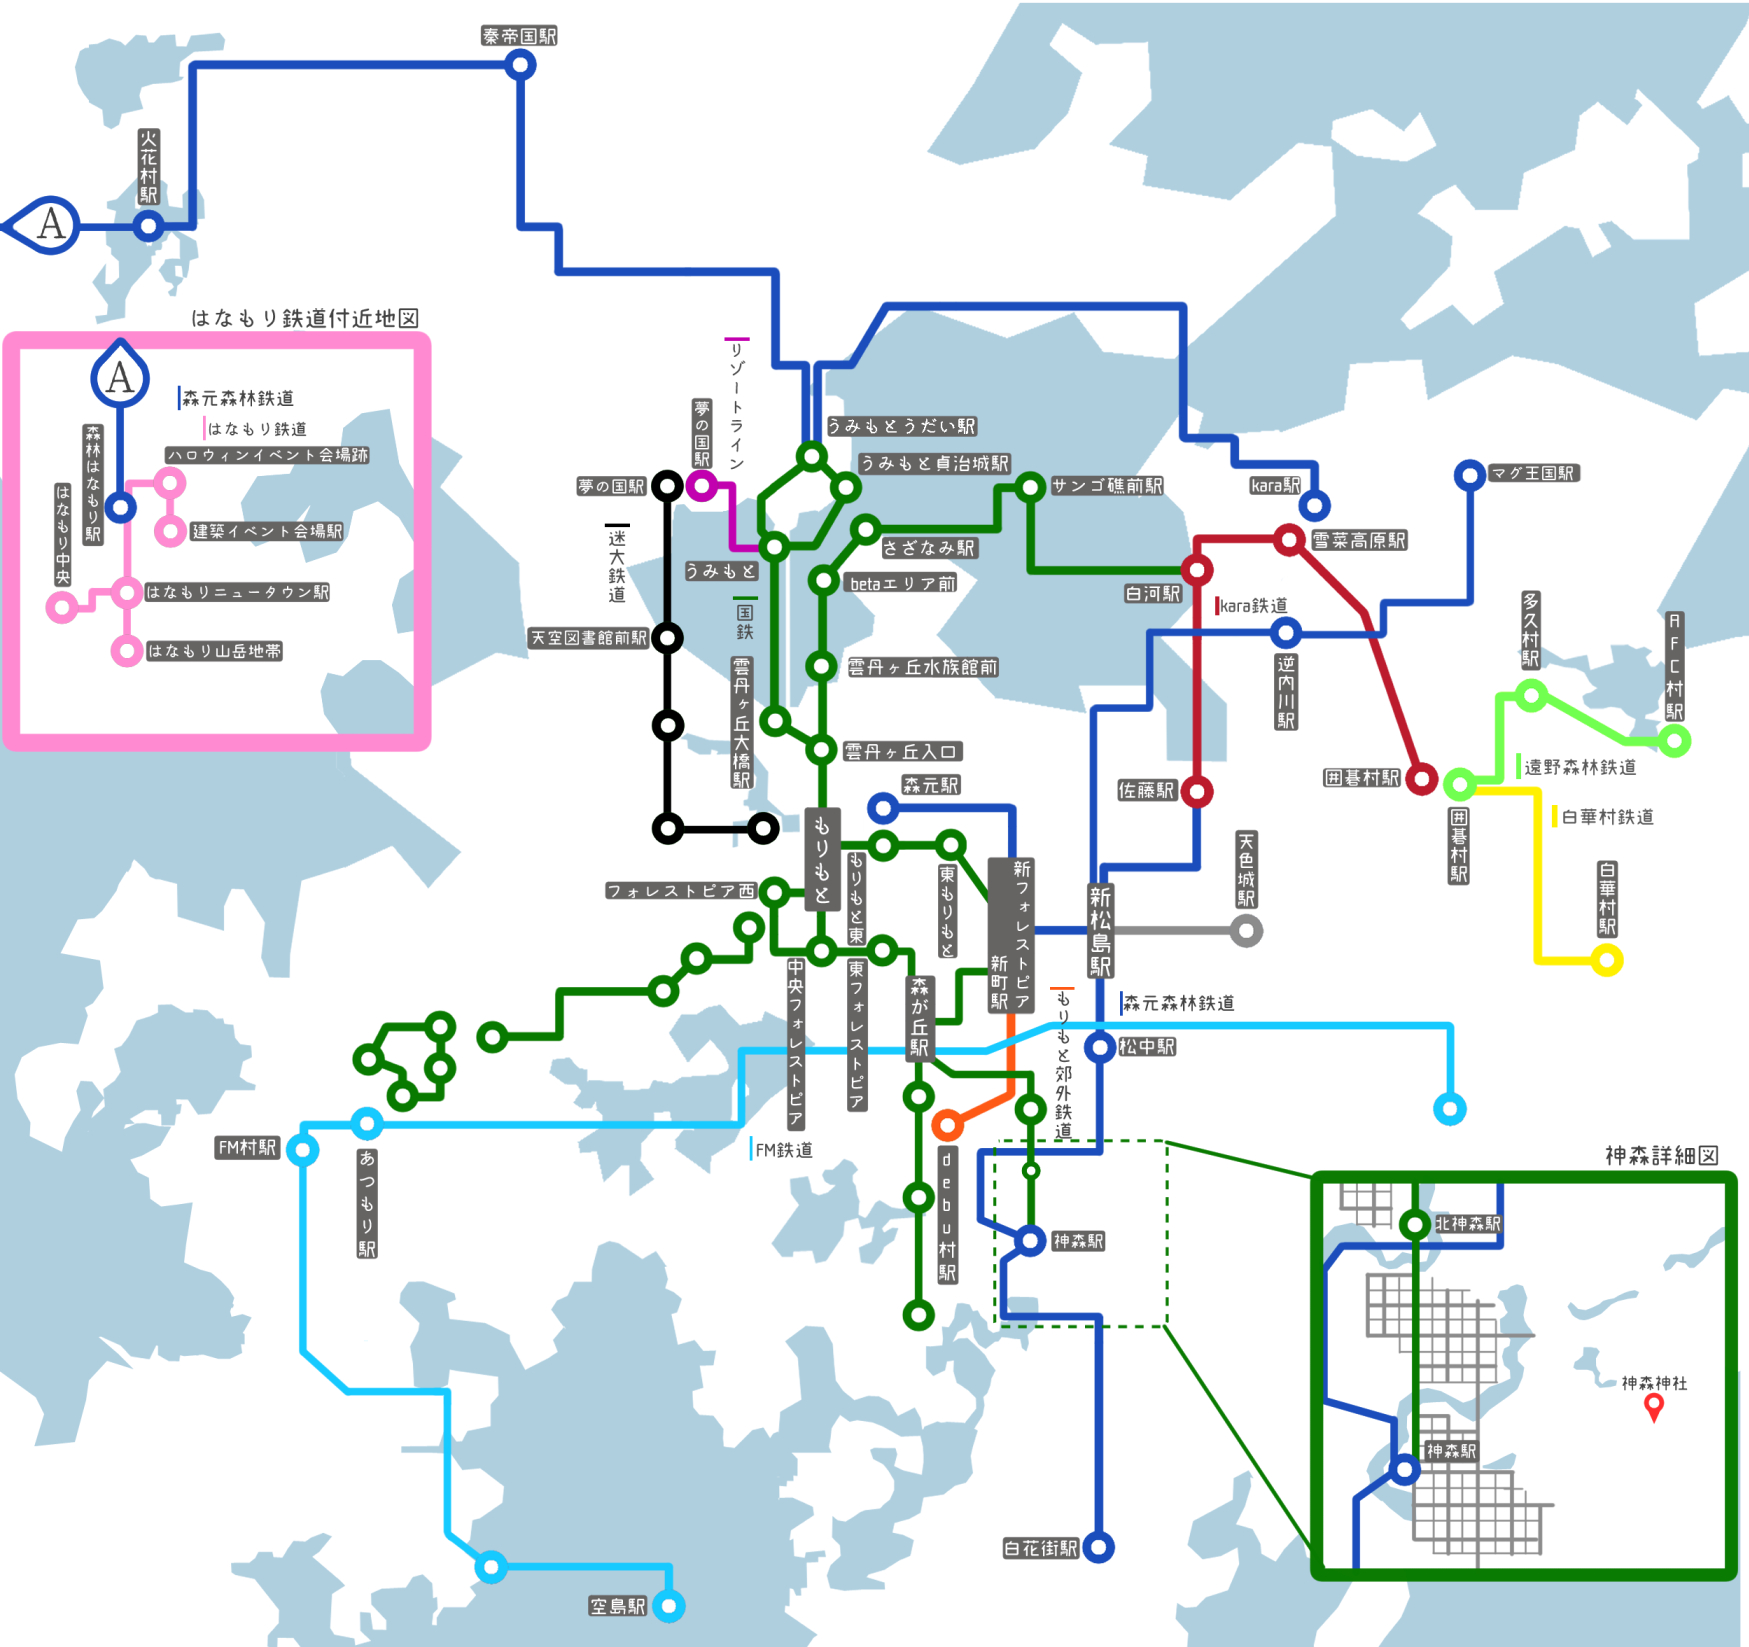 秦帝国駅
火花村駅
A
はなもり鉄道付近地図
A
森元森林鉄道
はなもり鉄道
森林はなもり駅
ハロウィンイベント会場跡
はなもり中央
建築イベント会場駅
はなもりニュータウン駅
はなもり山岳地帯
リゾートライン
夢の国駅
夢の国駅
うみもとうだい駅
うみもと貞治城駅
サンゴ礁前駅
kara駅
マグ王国駅
迷大鉄道
さざなみ駅
雪菜高原駅
うみもと
betaエリア前
白河駅
kara鉄道
国鉄
天空図書館前駅
雲丹ヶ丘大橋駅
雲丹ヶ丘水族館前
逆内川駅
多久村駅
月FC村駅
雲丹ヶ丘入口
森元駅
佐藤駅
囲碁村駅
遠野森林鉄道
囲碁村駅
白華村鉄道
白華村駅
もりもと
もりもと東
東もりもと
新フォレストピア
新町駅
新松島駅
天色城駅
フォレストピア西
中央フォレストピア
東フォレストピア
森が丘駅
もりもと郊外鉄道
森元森林鉄道
松中駅
FM村駅
あつもり駅
FM鉄道
debu村駅
神森駅
神森詳細図
北神森駅
神森神社
神森駅
白花街駅
空島駅